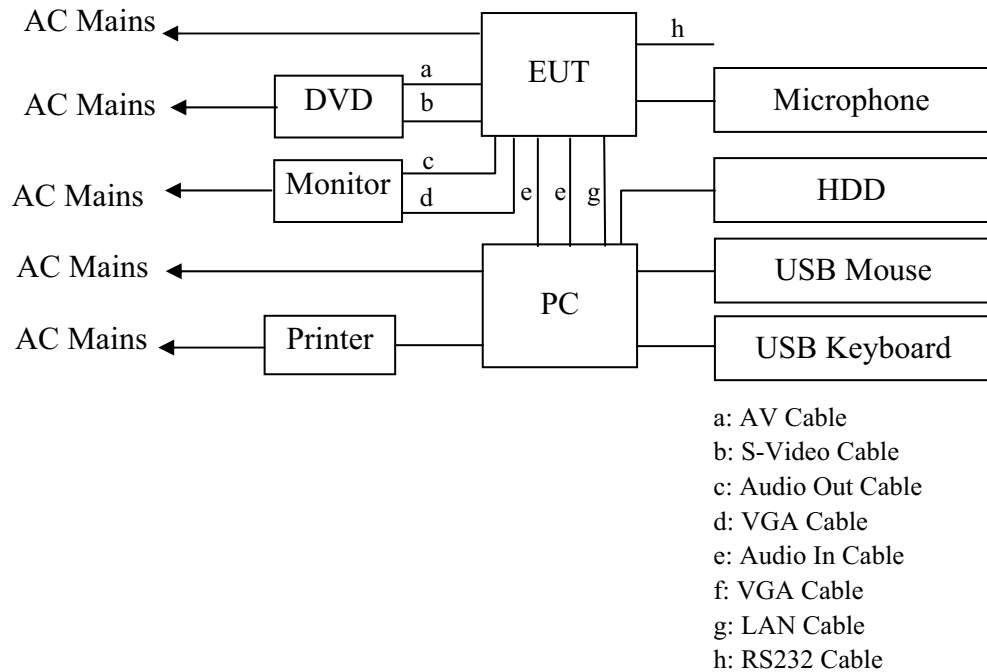 AC Mains
h
EUT
a
AC Mains
DVD
b
Microphone
c
AC Mains
Monitor
d
e
e
g
HDD
AC Mains
USB Mouse
PC
AC Mains
Printer
USB Keyboard
a: AV Cable
b: S-Video Cable
c: Audio Out Cable
d: VGA Cable
e: Audio In Cable
f: VGA Cable
g: LAN Cable
h: RS232 Cable